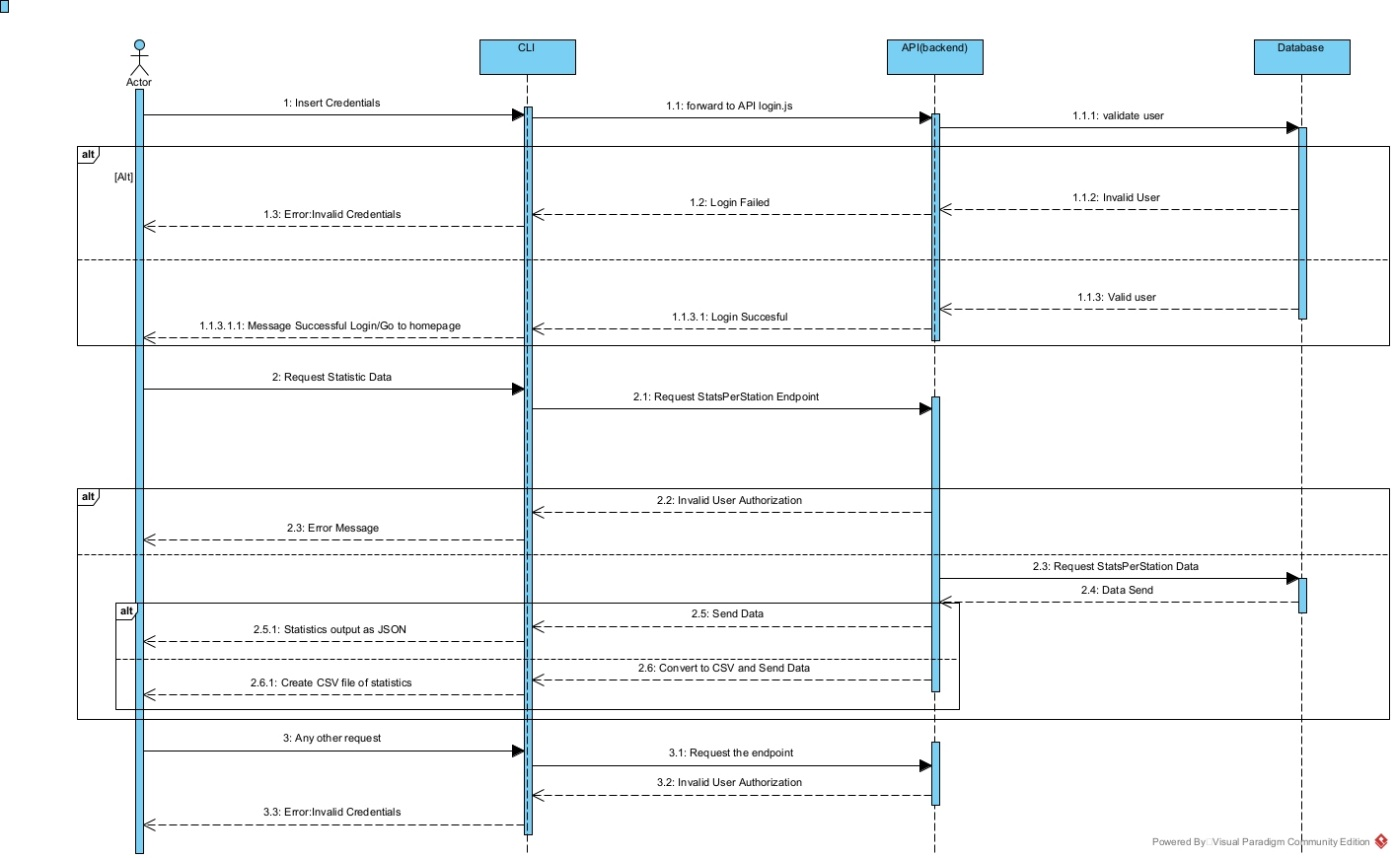 CLI
API(backend)
Database
Actor
1: Insert Credentials
1.1: forward to API login.js
1.1.1: validate user
alt
[Alt]
1.1.2: Invalid User
1.2: Login Failed
1.3: Error:Invalid Credentials
1.1.3: Valid user
1.1.3.1: Login Succesful
1.1.3.1.1: Message Successful Login/Go to homepage
2: Request Statistic Data
2.1: Request StatsPerStation Endpoint
alt
2.2: Invalid User Authorization
2.3: Error Message
2.3: Request StatsPerStation Data
2.4: Data Send
alt
2.5: Send Data
2.5.1: Statistics output as JSON
2.6: Convert to CSV and Send Data
2.6.1: Create CSV file of statistics
3: Any other request
3.1: Request the endpoint
3.2: Invalid User Authorization
3.3: Error:Invalid Credentials
Powered By Visual Paradigm Community Edition